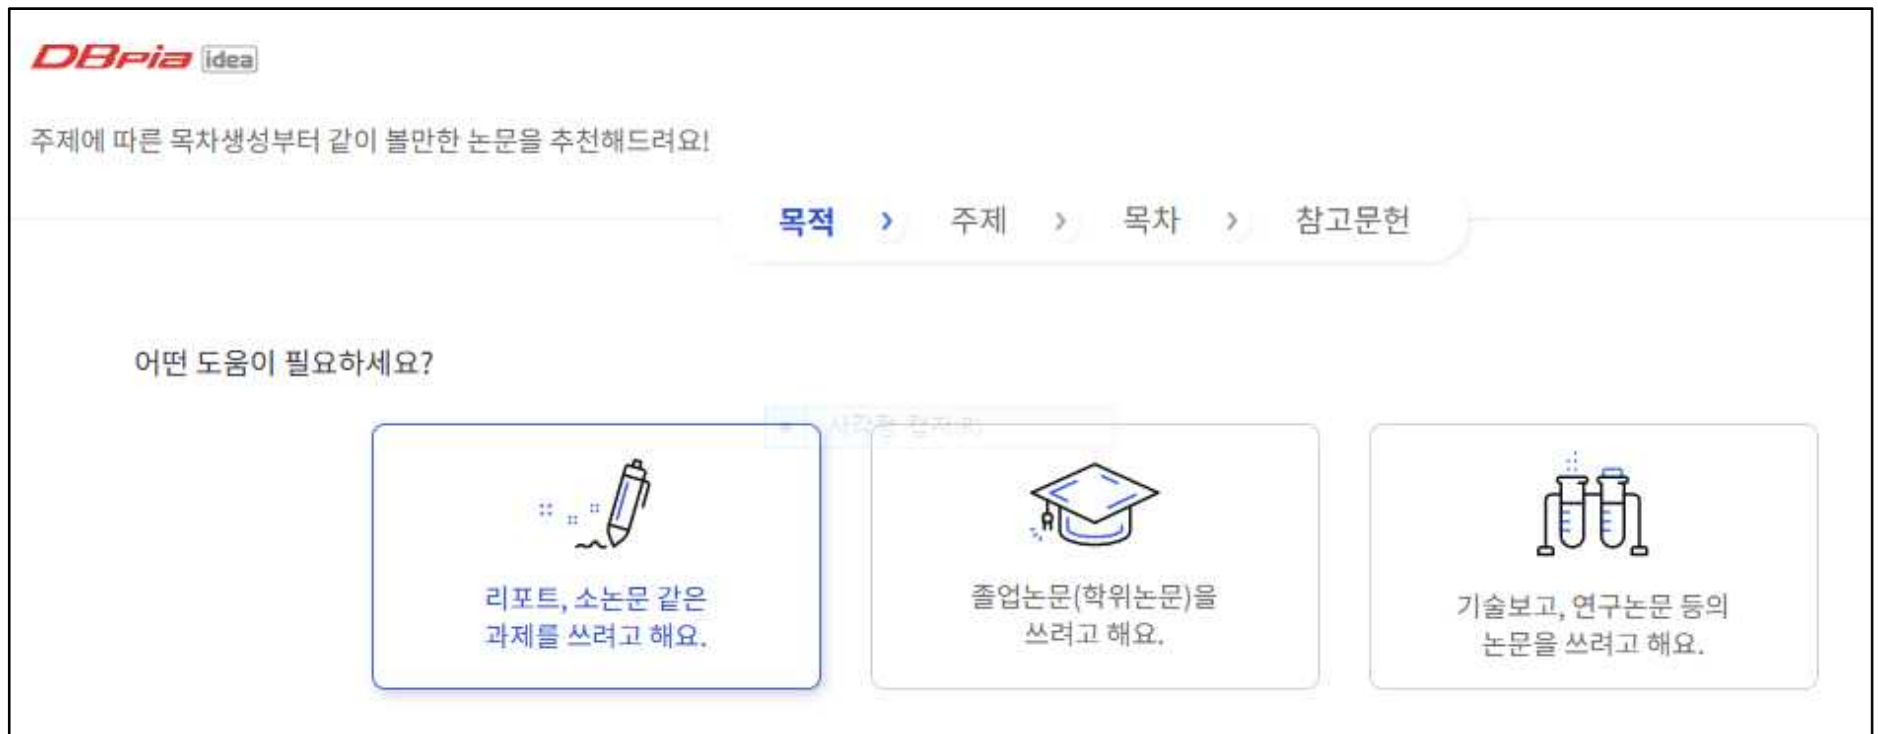 DBpia idea
주제에 따른 목차생성부터 같이 볼만한 논문을 추천해드려요!
목적 > 주제 > 목차 > 참고문헌
어떤 도움이 필요하세요?
리포트, 소논문 같은
과제를 쓰려고 해요.
졸업논문(학위논문)을
쓰려고 해요.
기술보고, 연구논문 등의
논문을 쓰려고 해요.